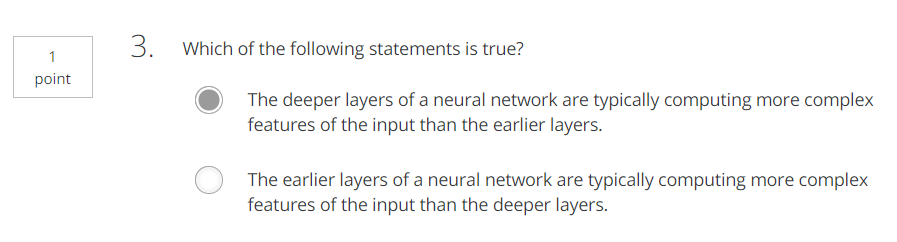 1
point
3. Which of the following statements is true?
The deeper layers of a neural network are typically computing more complex
features of the input than the earlier layers.
The earlier layers of a neural network are typically computing more complex
features of the input than the deeper layers.